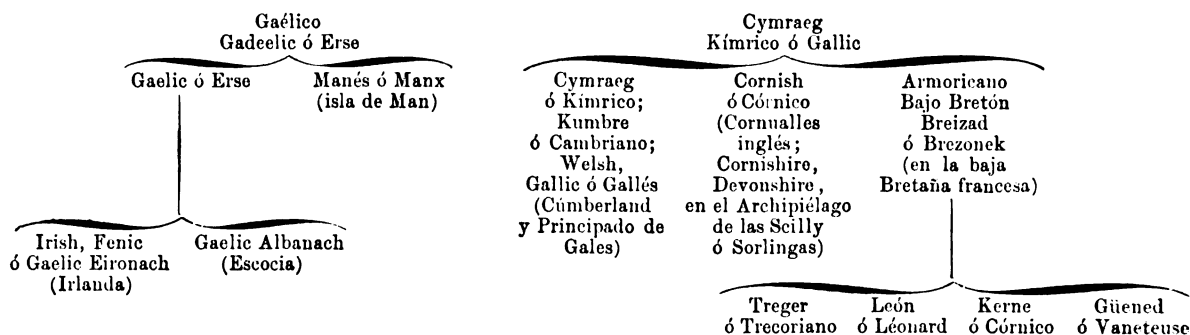 Gaélico
Gadeelic ó Erse
Gaelic ó Erse
Manés ó Manx
(isla de Man)
Irish, Fenic
ó Gaelic Eironach
(Irlanda)
Gaelic Albanach
(Escocia)
Cymraeg
Kímrico ó Gallic
Cymraeg
ó Kímrico;
Kumbre
ó Cambriano;
Welsh,
Gallic ó Gallés
(Cúmberland
y Principado de
Gales)
Cornish
ó Córnico
(Cornualles
inglés;
Cornishire,
Devonshire,
en el Archipiélago
de las Scilly
ó Sorlingas)
Armoricano
Bajo Bretón
Breizad
ó Brezonek
(en la baja
Bretaña francesa)
Treger
ó Trecoriano
León
ó Léonard
Kerne
ó Córnico
Güened
ó Vaneteuse